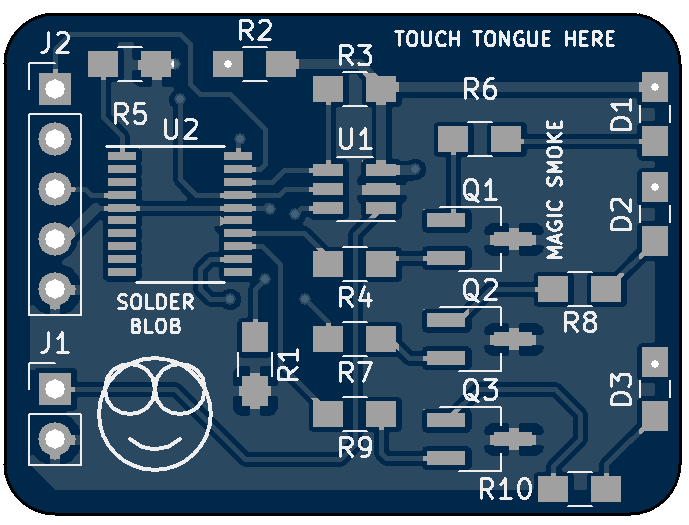 TOUCH TONGUE HERE
J2
R2
R3
R6
R5
U2
U1
D1
MAGIC SMOKE
Q1
D2
R4
Q2
SOLDER
BLOB
R8
J1
R1
R7
Q3
D3
R9
R10